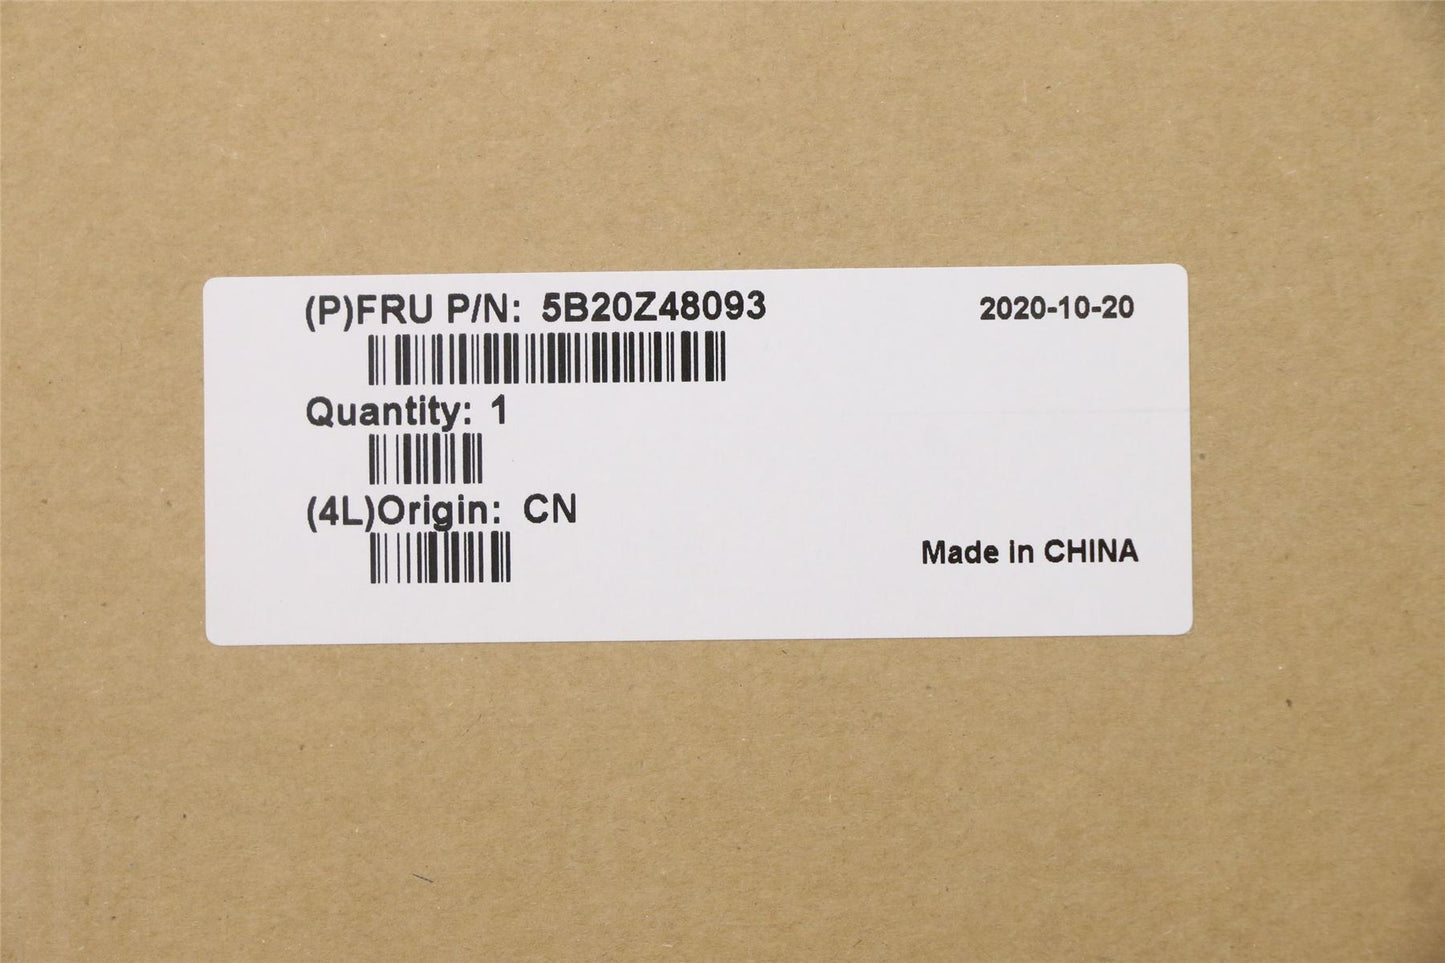 (P)FRU P/N: 5B20Z48093
2020-10-20
Quantity: 1
(4L)Origin: CN
Made in CHINA